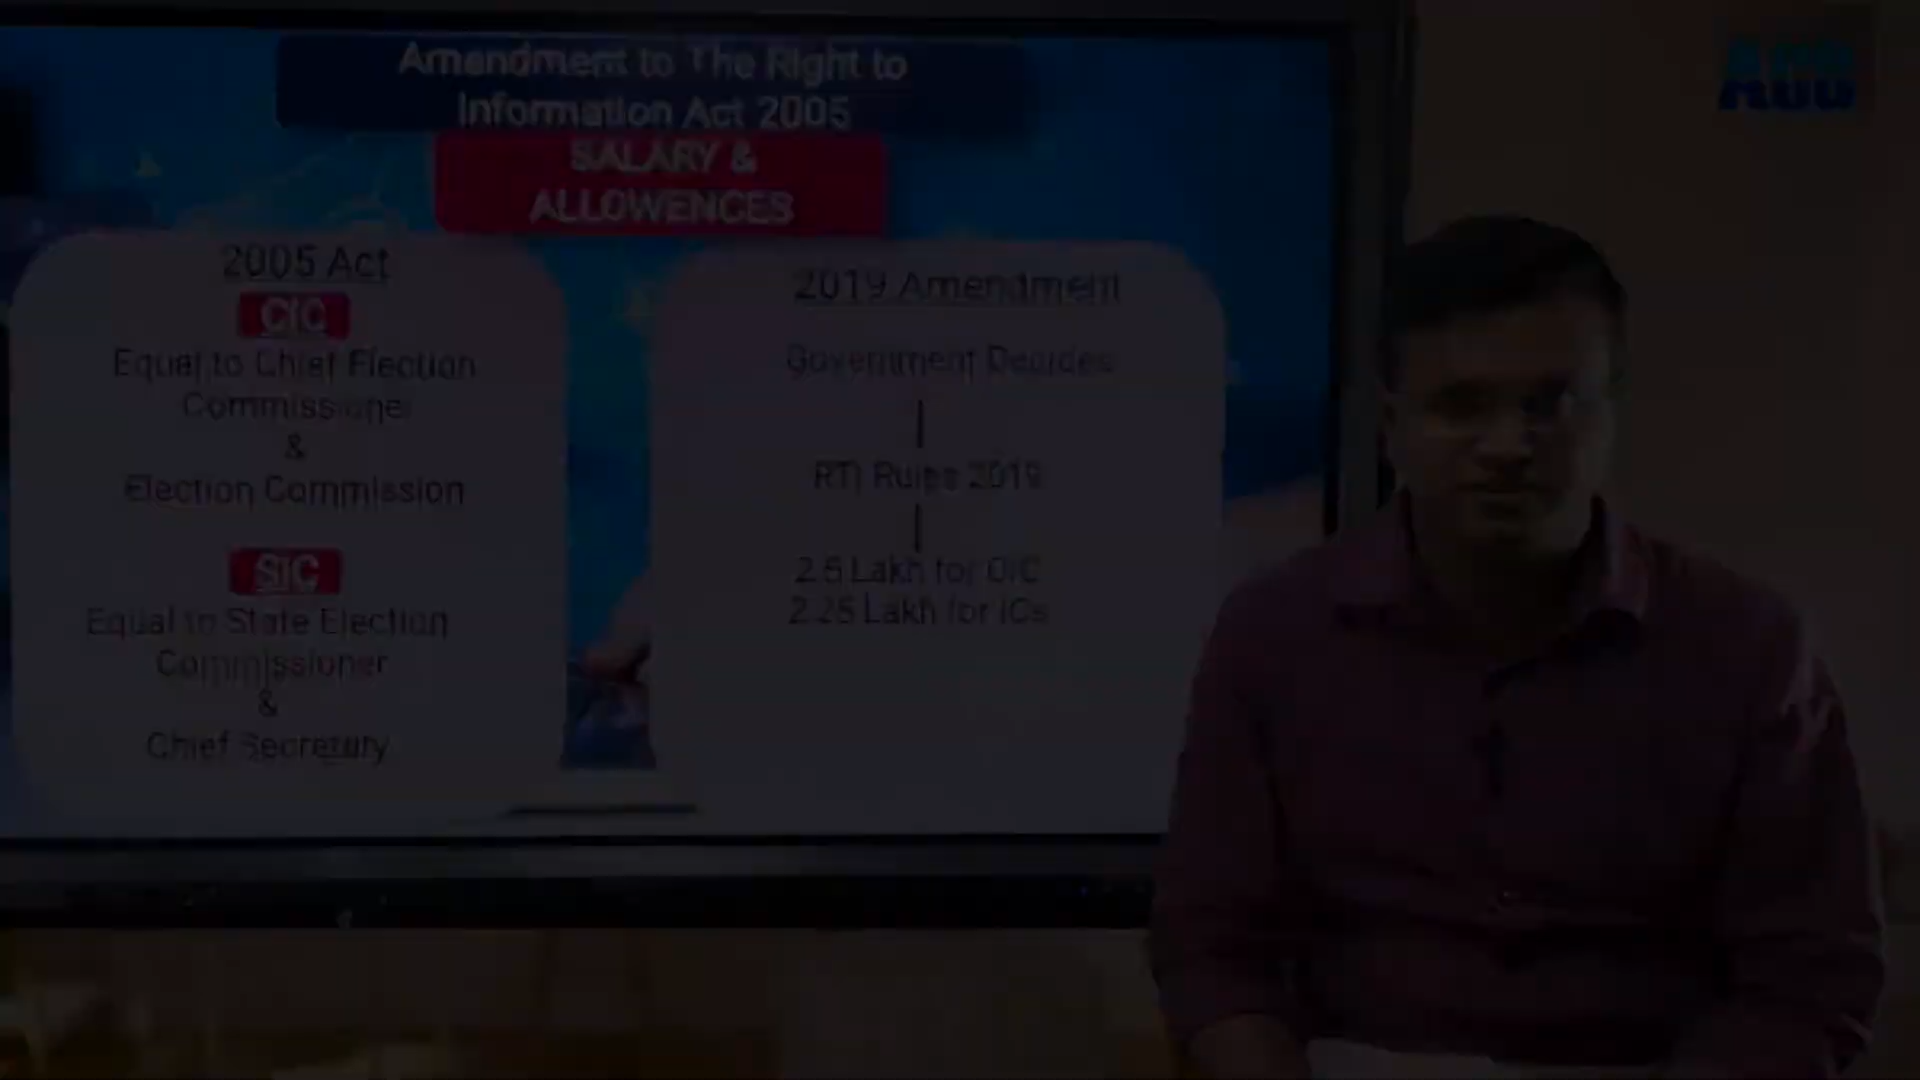 Amendment to The Right to
Information Act 2005
SALARY &
ALLOWENCES
2005 Act
CIC
Equal to Chief Election
Commissioner
&
Election Commission
SIC
Equal to State Election
Commissioner
&
Chief Secretary
2019 Amendment
Government Decides
RTI Rules 2019
2.5 Lakh for CIC
2.25 Lakh for ICs